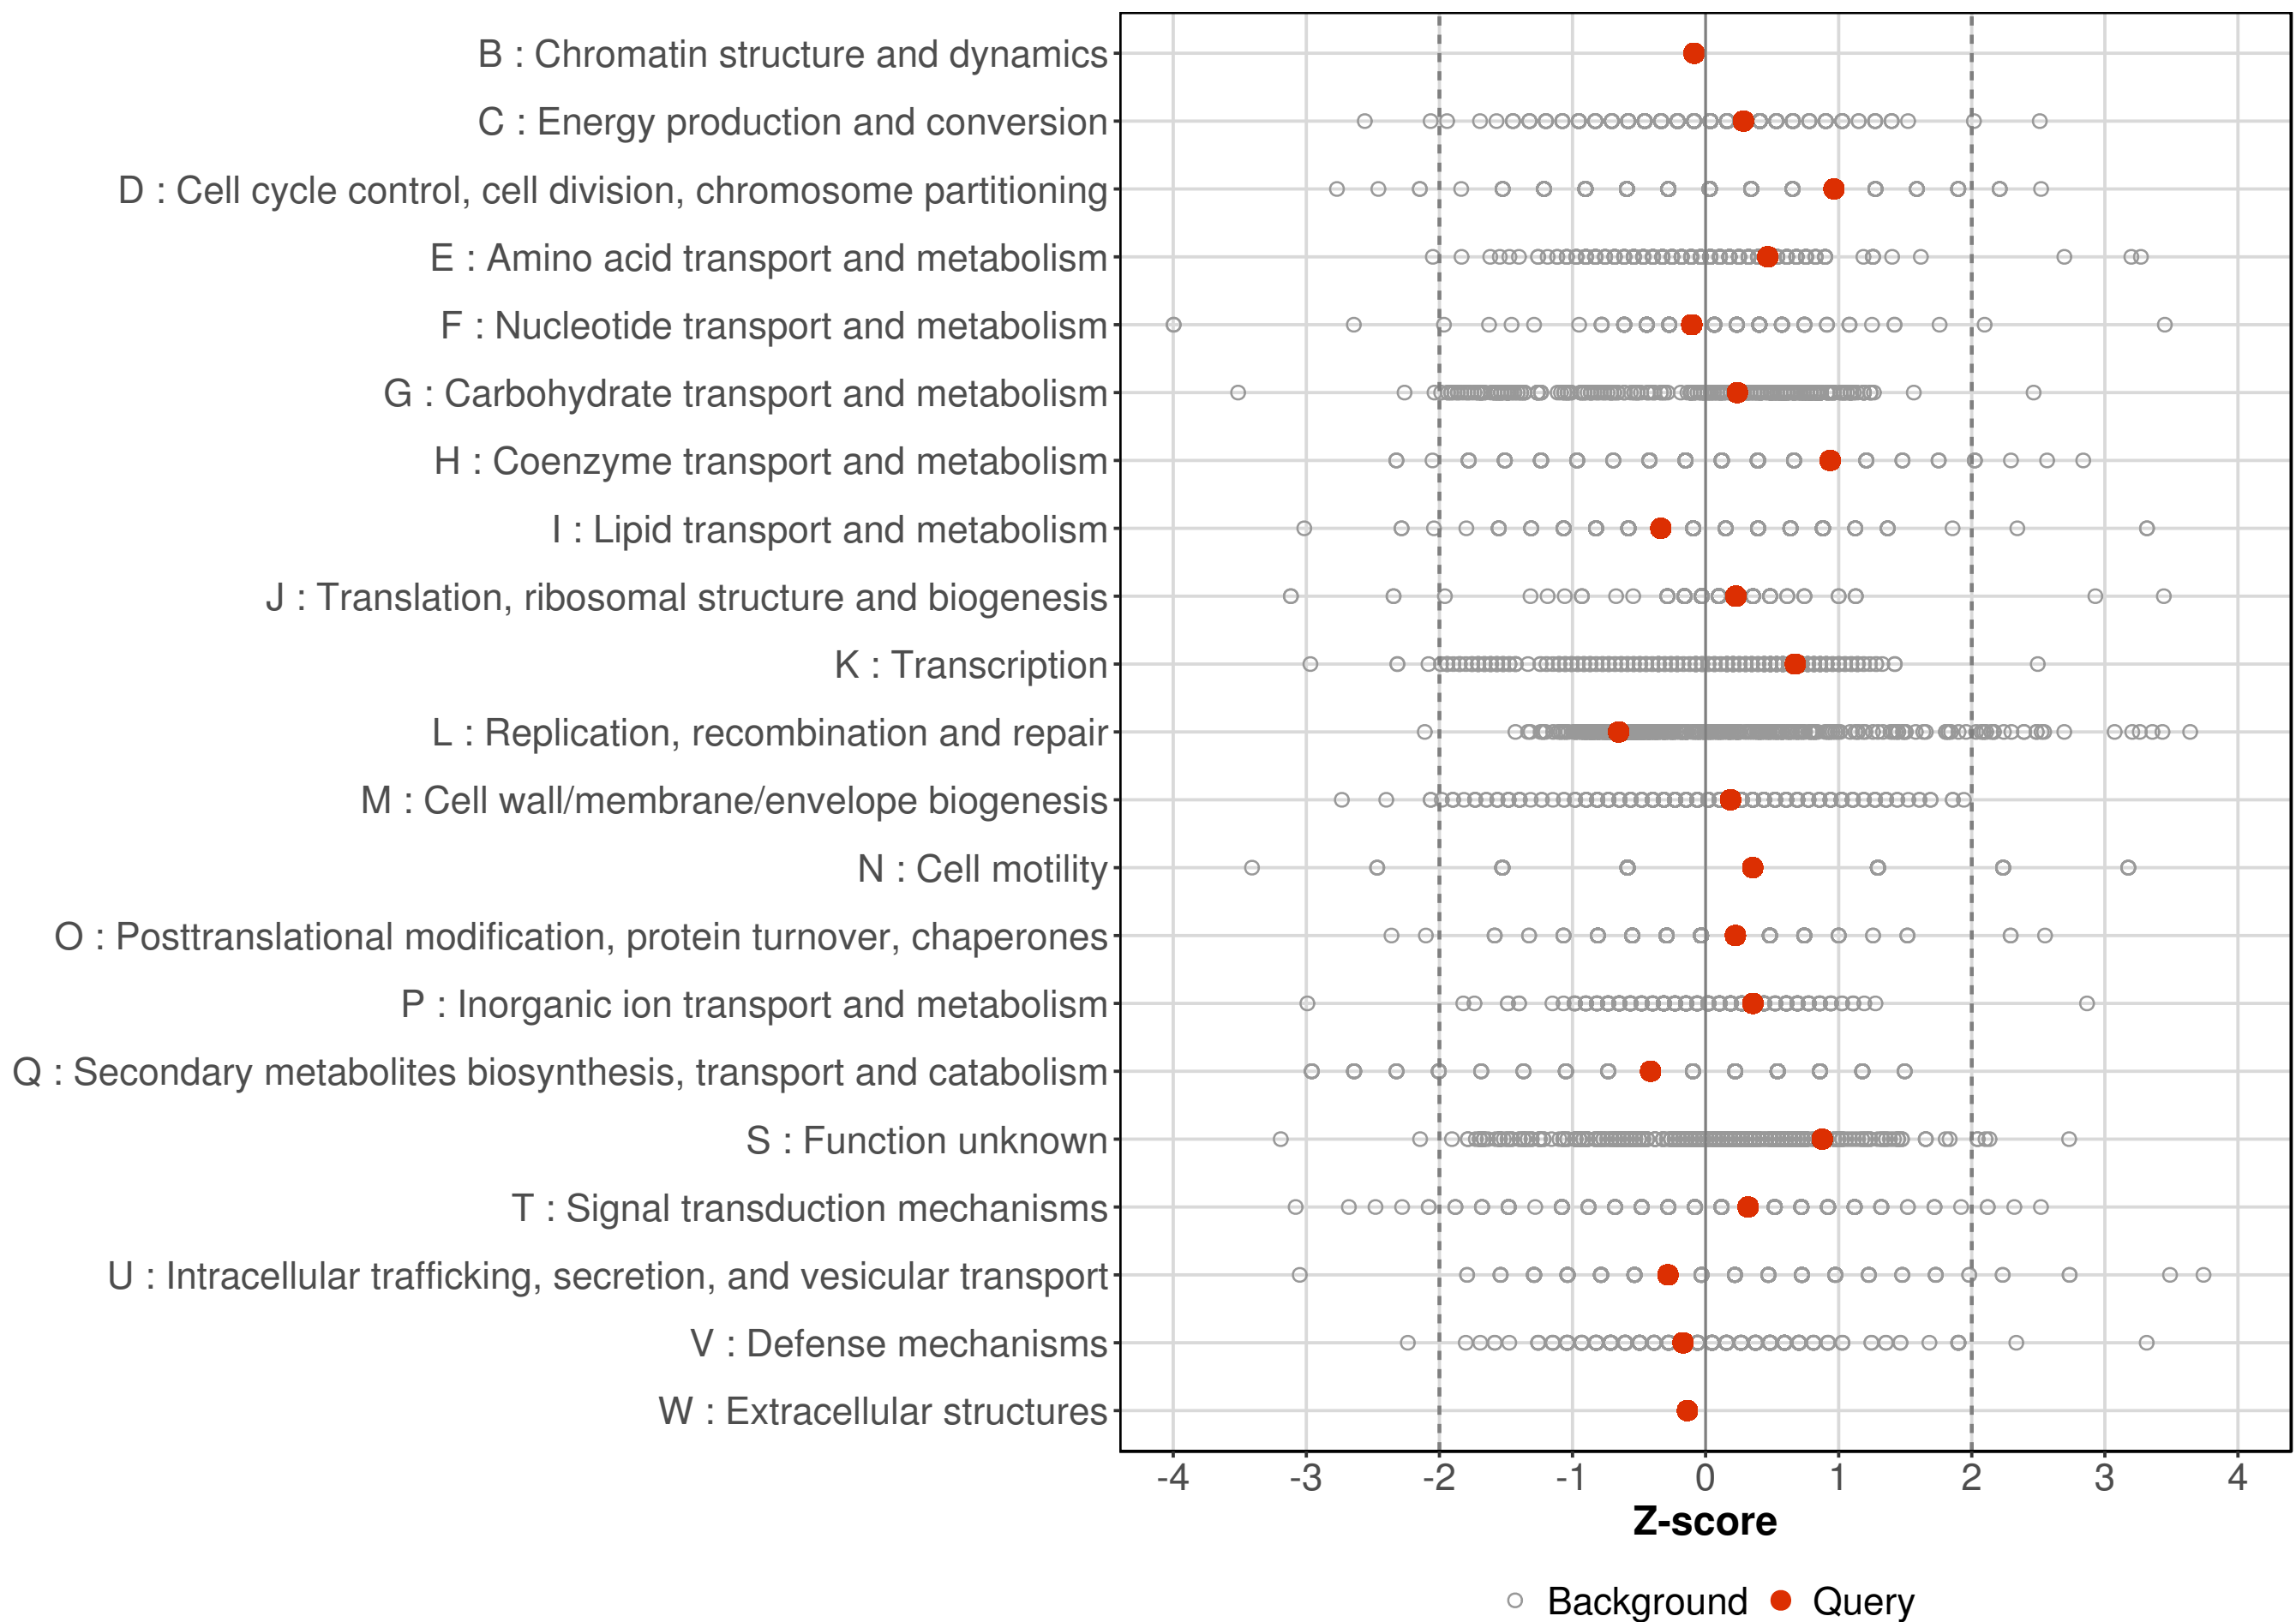 B : Chromatin structure and dynamics
C : Energy production and conversion
D : Cell cycle control, cell division, chromosome partitioning
E : Amino acid transport and metabolism
F : Nucleotide transport and metabolism
G : Carbohydrate transport and metabolism
H : Coenzyme transport and metabolism
I : Lipid transport and metabolism
J : Translation, ribosomal structure and biogenesis
K : Transcription
L : Replication, recombination and repair
M : Cell wall/membrane/envelope biogenesis
N : Cell motility
O : Posttranslational modification, protein turnover, chaperones
P : Inorganic ion transport and metabolism
Q : Secondary metabolites biosynthesis, transport and catabolism
S : Function unknown
T : Signal transduction mechanisms
U : Intracellular trafficking, secretion, and vesicular transport
V : Defense mechanisms
W : Extracellular structures
-4 -3 -2 -1 0 1 2 3 4
Z-score
Background Query